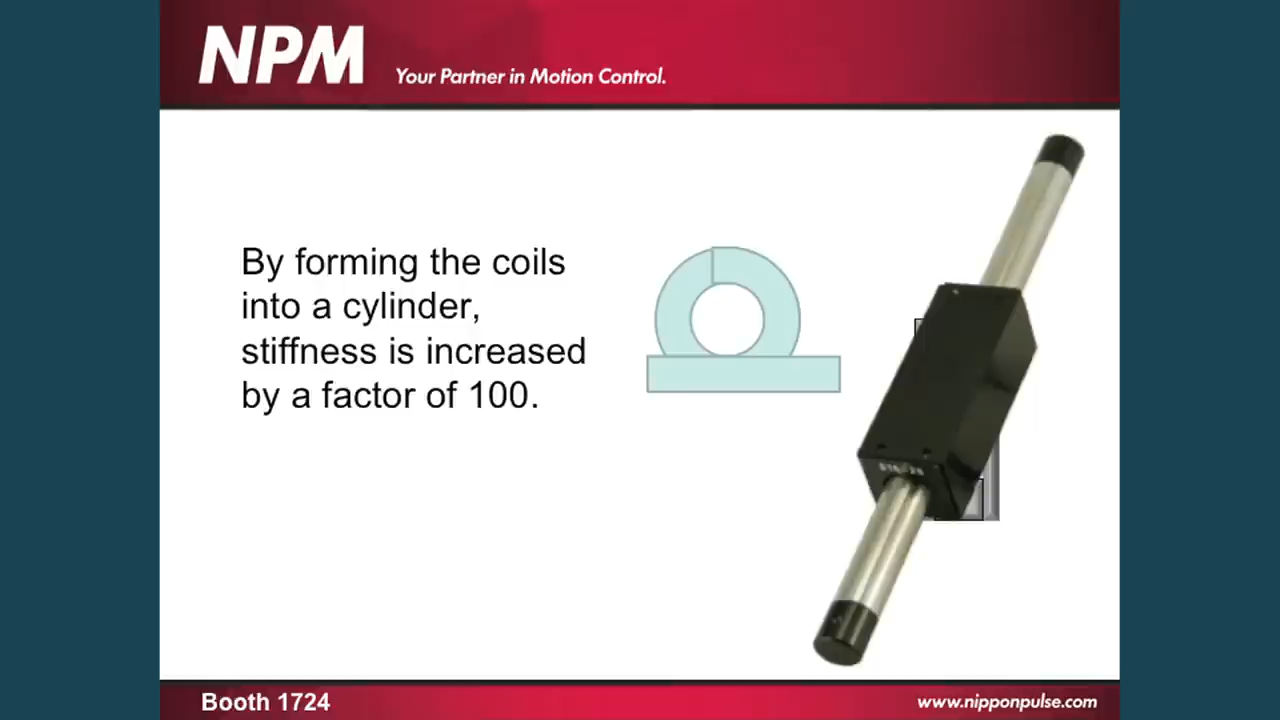 NPM
Your Partner in Motion Control.
By forming the coils
into a cylinder,
stiffness is increased
by a factor of 100.
Booth 1724
www.nipponpulse.com